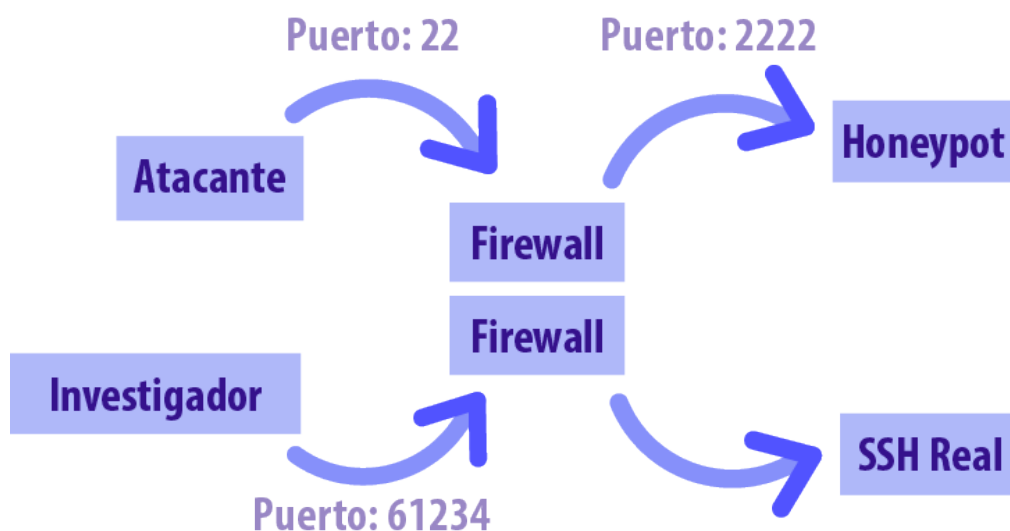 Puerto: 22
Puerto: 2222
Atacante
Honeypot
Firewall
Firewall
Investigador
SSH Real
Puerto: 61234